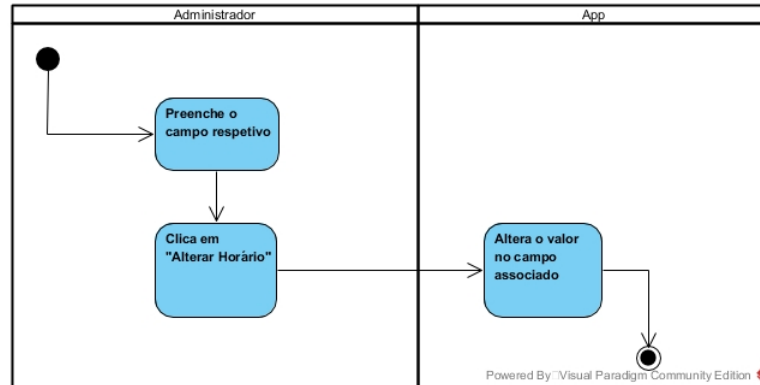 Administrador
App
Preenche o
campo respetivo
Clica em
"Alterar Horário"
Altera o valor
no campo
associado
Powered By Visual Paradigm Community Edition